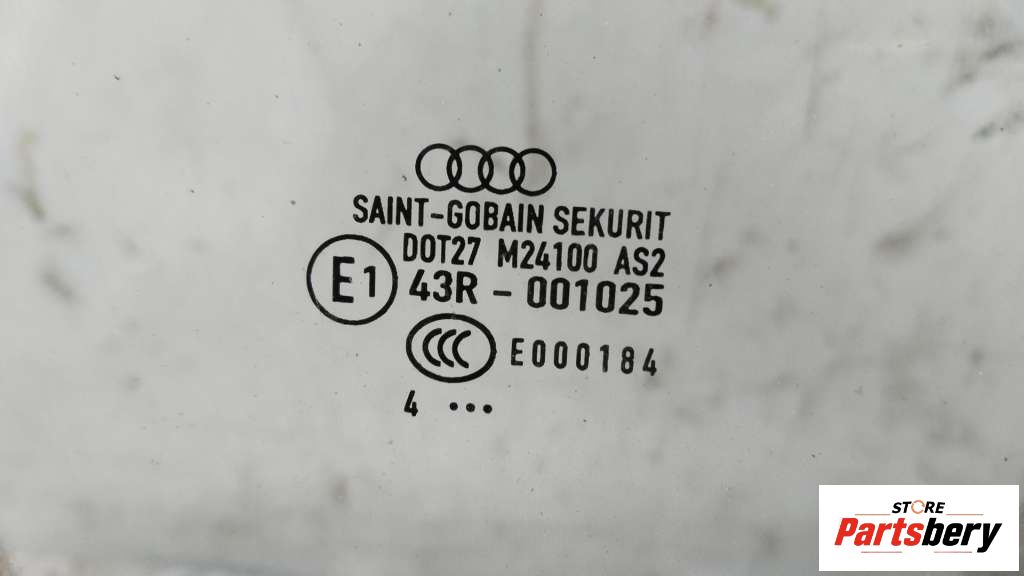 SAINT-GOBAIN SEKURIT
DOT27 M24100 AS2
E1 43R - 001025
CCC E000184
4 •••
STORE
Partsbery